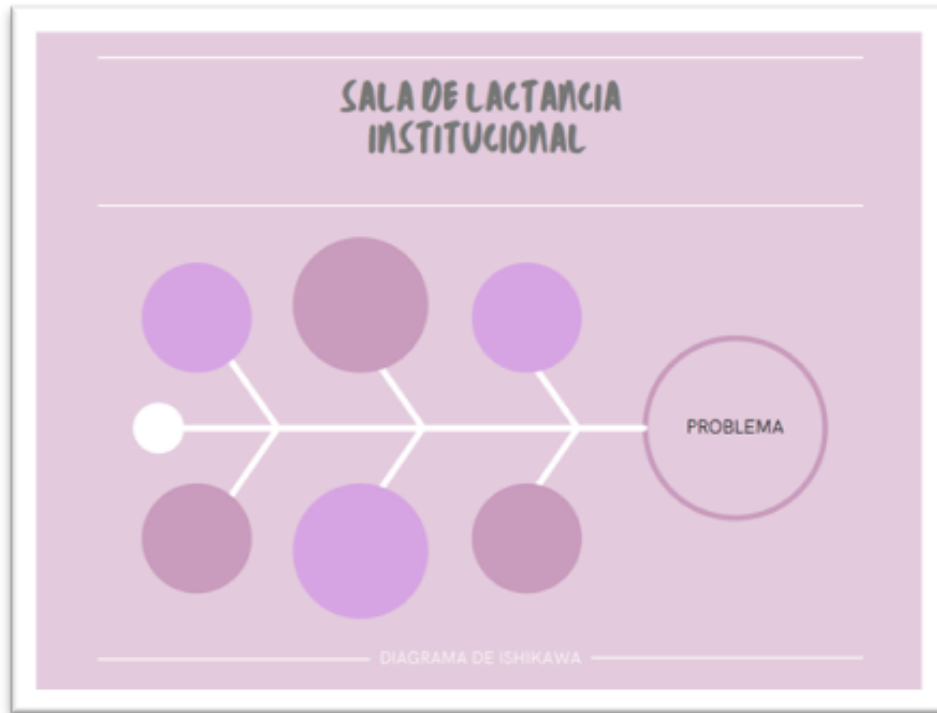 SALA DE LACTANCIA
INSTITUCIONAL
PROBLEMA
DIAGRAMA DE ISHIKAWA